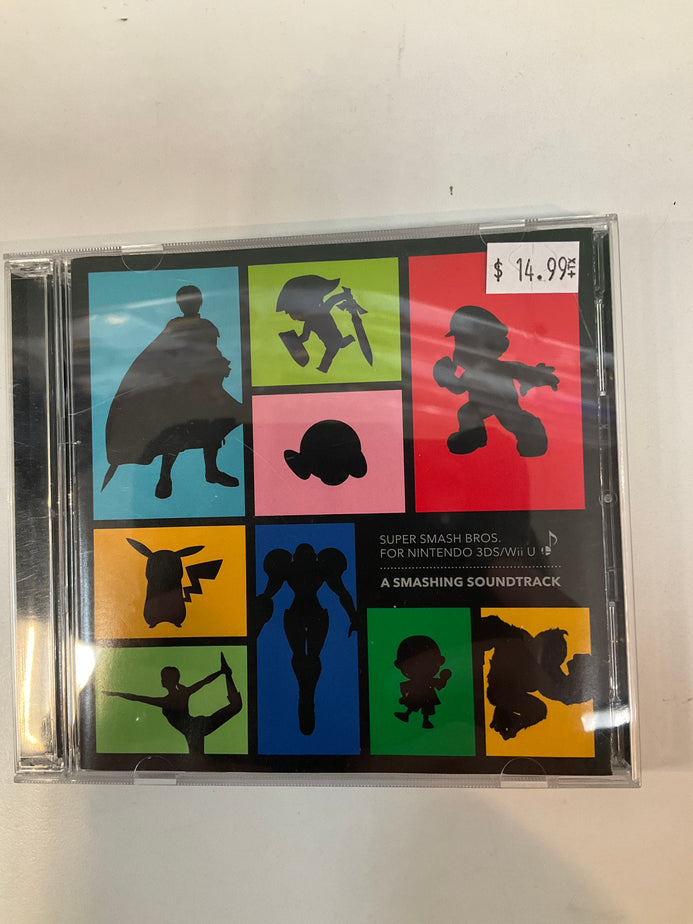 $ 14.99
SUPER SMASH BROS.
FOR NINTENDO 3DS/Wii U
A SMASHING SOUNDTRACK